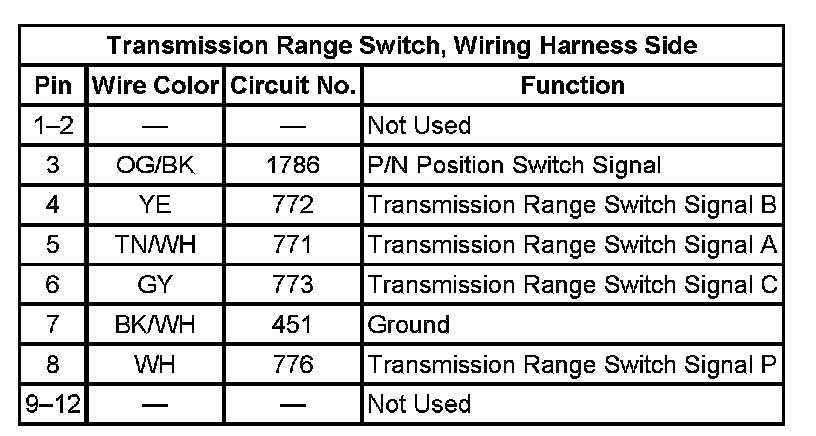 Transmission Range Switch, Wiring Harness Side
Pin Wire Color Circuit No. Function
1–2 — — Not Used
3 OG/BK 1786 P/N Position Switch Signal
4 YE 772 Transmission Range Switch Signal B
5 TN/WH 771 Transmission Range Switch Signal A
6 GY 773 Transmission Range Switch Signal C
7 BK/WH 451 Ground
8 WH 776 Transmission Range Switch Signal P
9–12 — — Not Used